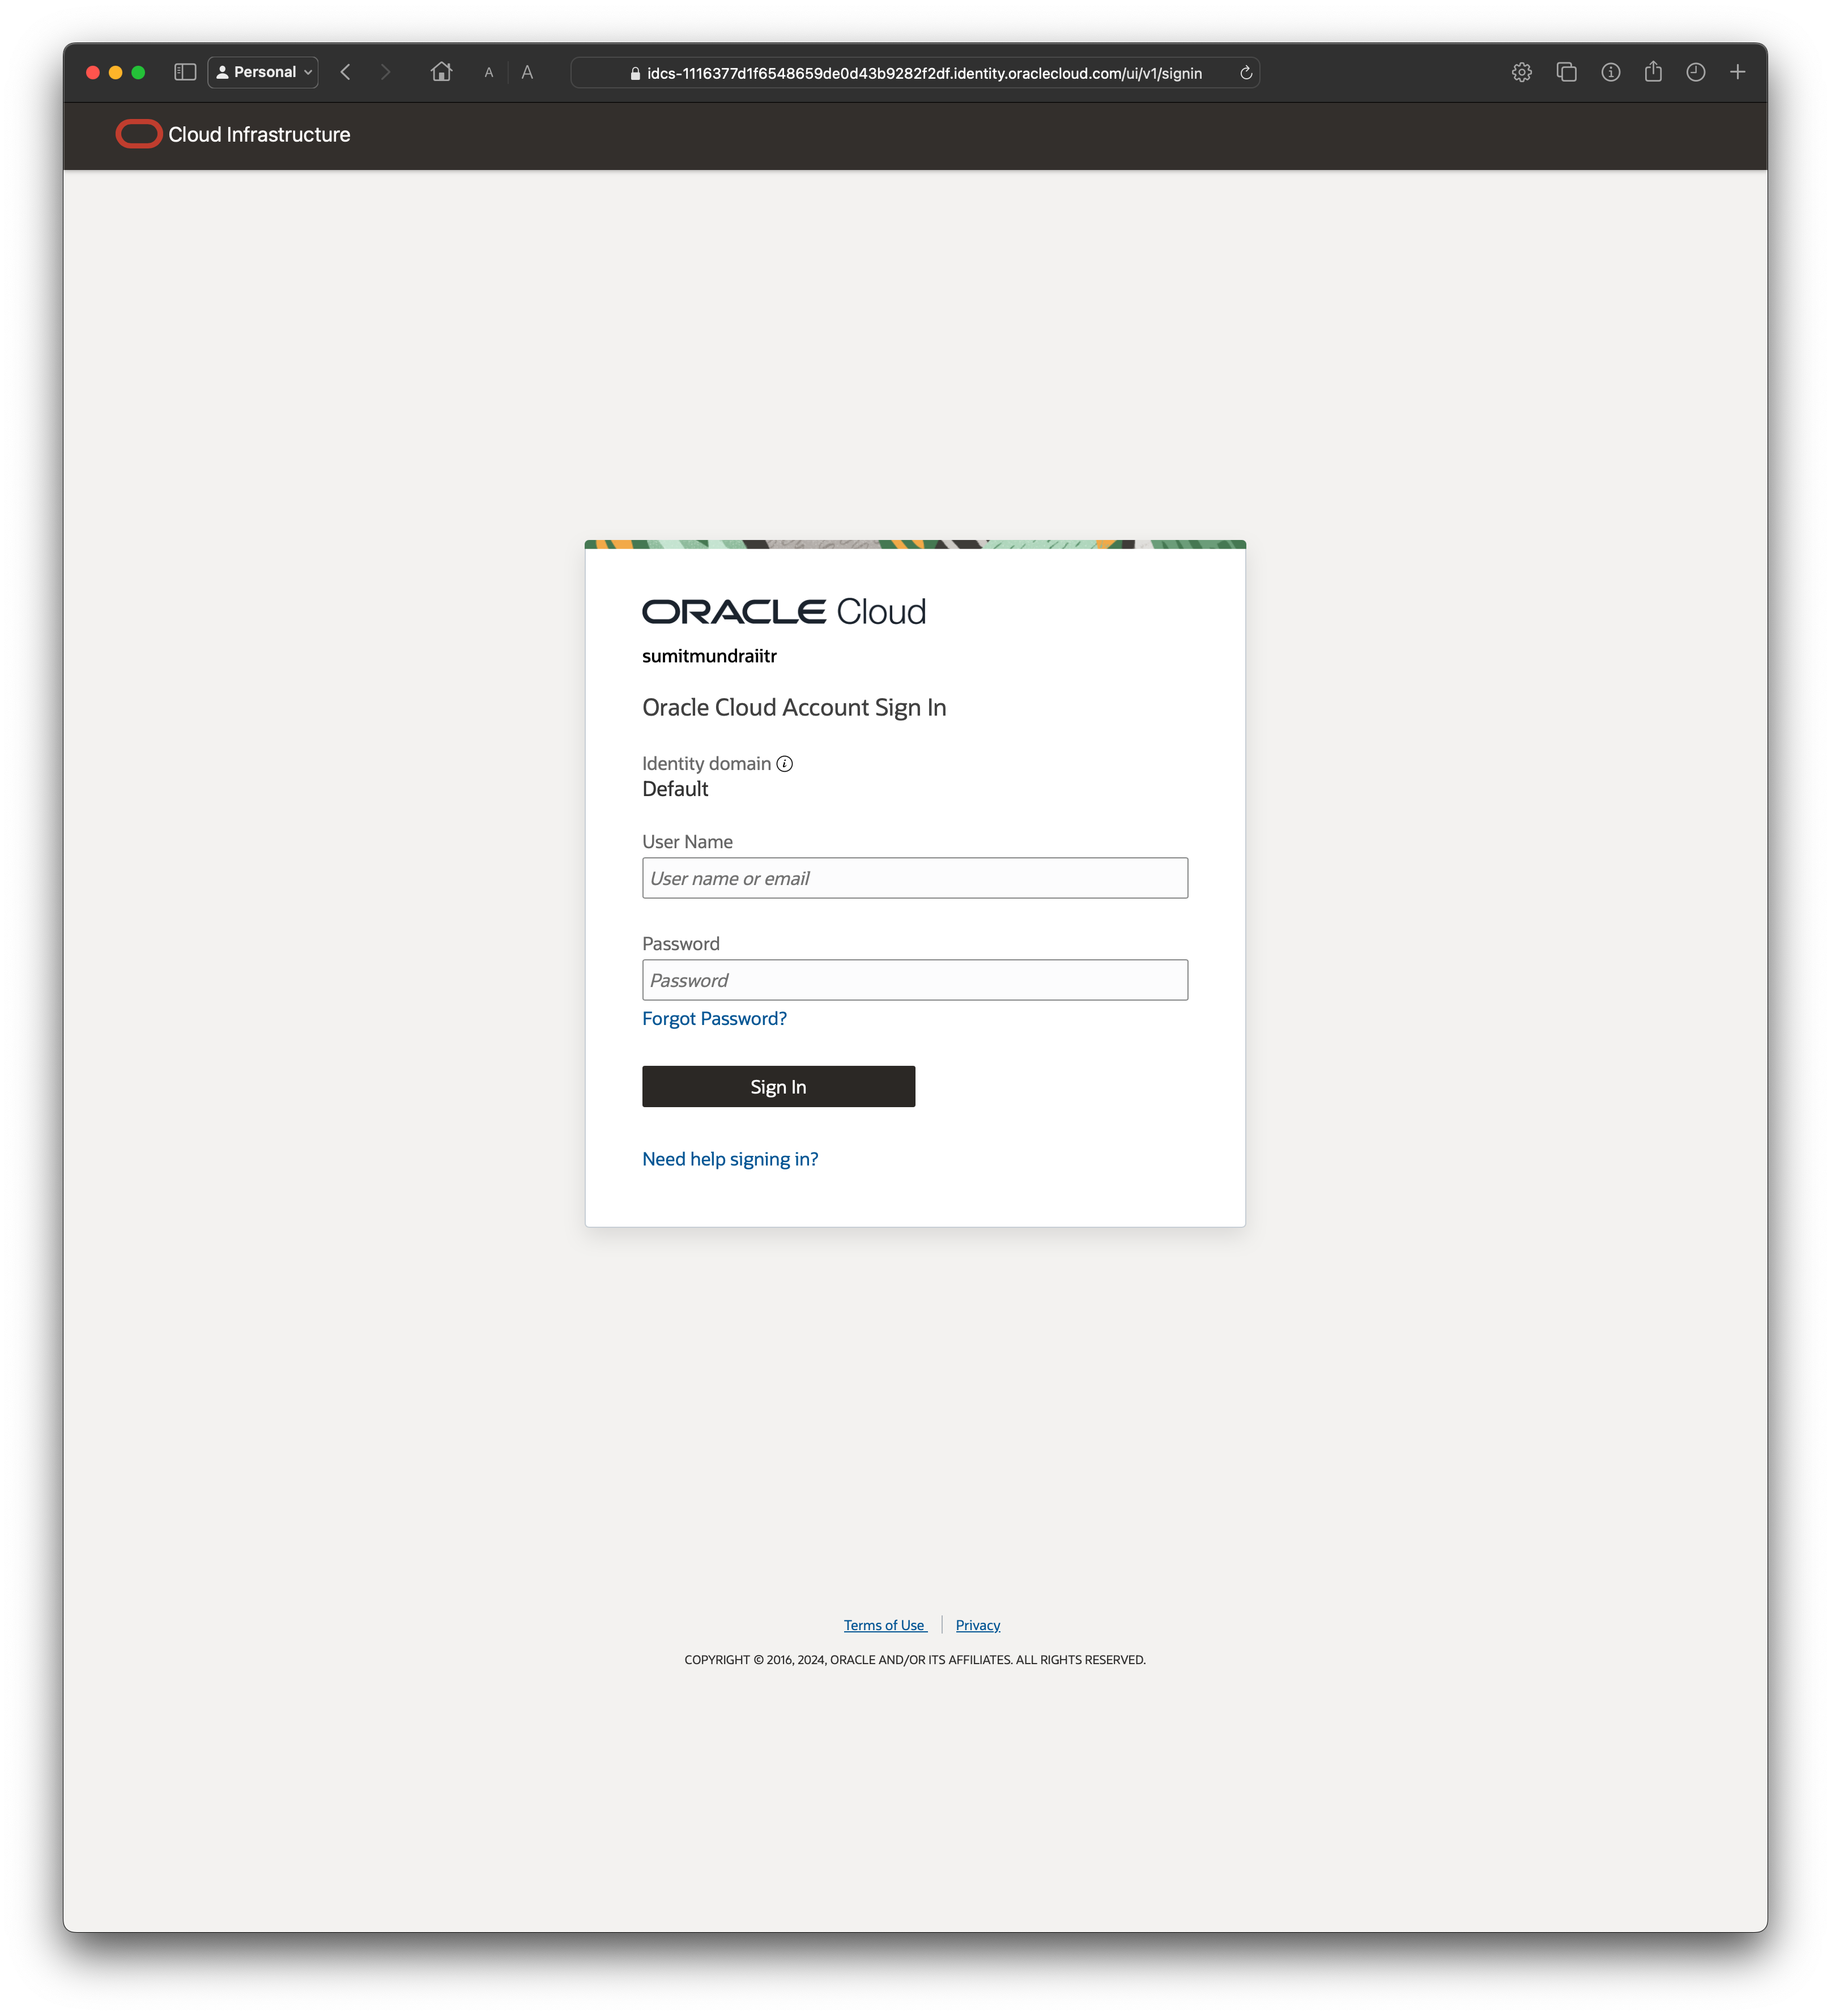 Personal
A A
idcs-1116377d1f6548659de0d43b9282f2df.identity.oraclecloud.com/ui/v1/signin
Cloud Infrastructure
ORACLE Cloud
sumitmundraiitr
Oracle Cloud Account Sign In
Identity domain
Default
User Name
User name or email
Password
Password
Forgot Password?
Sign In
Need help signing in?
Terms of Use
Privacy
COPYRIGHT © 2016, 2024, ORACLE AND/OR ITS AFFILIATES. ALL RIGHTS RESERVED.